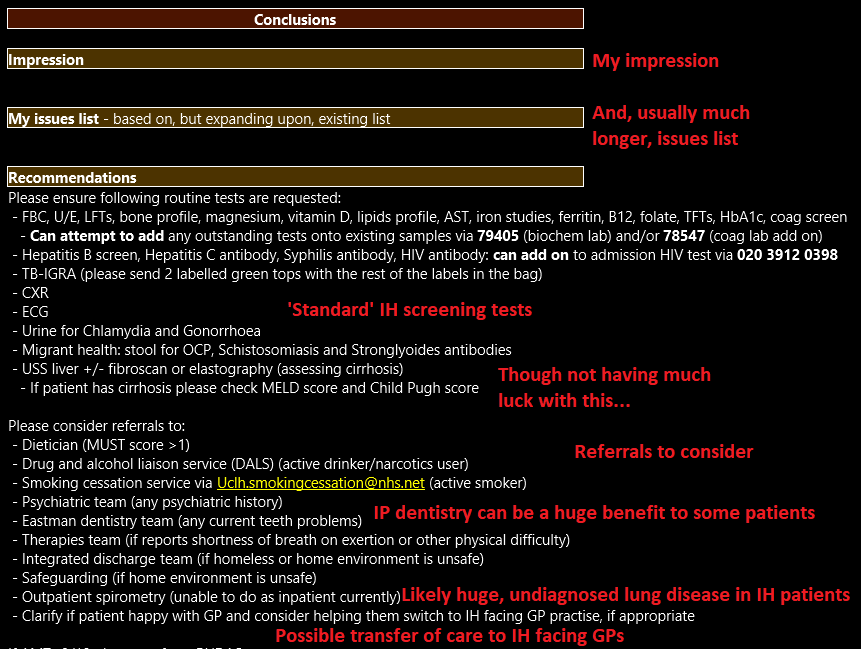 Conclusions
Impression
My impression
My issues list - based on, but expanding upon, existing list
And, usually much
longer, issues list
Recommendations
Please ensure following routine tests are requested:
- FBC, U/E, LFTs, bone profile, magnesium, vitamin D, lipids profile, AST, iron studies, ferritin, B12, folate, TFTs, HbA1c, coag screen
- Can attempt to add any outstanding tests onto existing samples via 79405 (biochem lab) and/or 78547 (coag lab add on)
- Hepatitis B screen, Hepatitis C antibody, Syphilis antibody, HIV antibody: can add on to admission HIV test via 020 3912 0398
- TB-IGRA (please send 2 labelled green tops with the rest of the labels in the bag)
- CXR
- ECG
'Standard' IH screening tests
- Urine for Chlamydia and Gonorrhoea
- Migrant health: stool for OCP, Schistosomiasis and Stronglyoides antibodies
- USS liver +/- fibroscan or elastography (assessing cirrhosis)
- If patient has cirrhosis please check MELD score and Child Pugh score
Though not having much
luck with this...
Please consider referrals to:
- Dietician (MUST score >1)
Referrals to consider
- Drug and alcohol liaison service (DALS) (active drinker/narcotics user)
- Smoking cessation service via Uclh.smokingcessation@nhs.net (active smoker)
- Psychiatric team (any psychiatric history)
- Eastman dentistry team (any current teeth problems)
IP dentistry can be a huge benefit to some patients
- Therapies team (if reports shortness of breath on exertion or other physical difficulty)
- Integrated discharge team (if homeless or home environment is unsafe)
- Safeguarding (if home environment is unsafe)
- Outpatient spirometry (unable to do as inpatient currently)
Likely huge, undiagnosed lung disease in IH patients
- Clarify if patient happy with GP and consider helping them switch to IH facing GP practise, if appropriate
Possible transfer of care to IH facing GPs